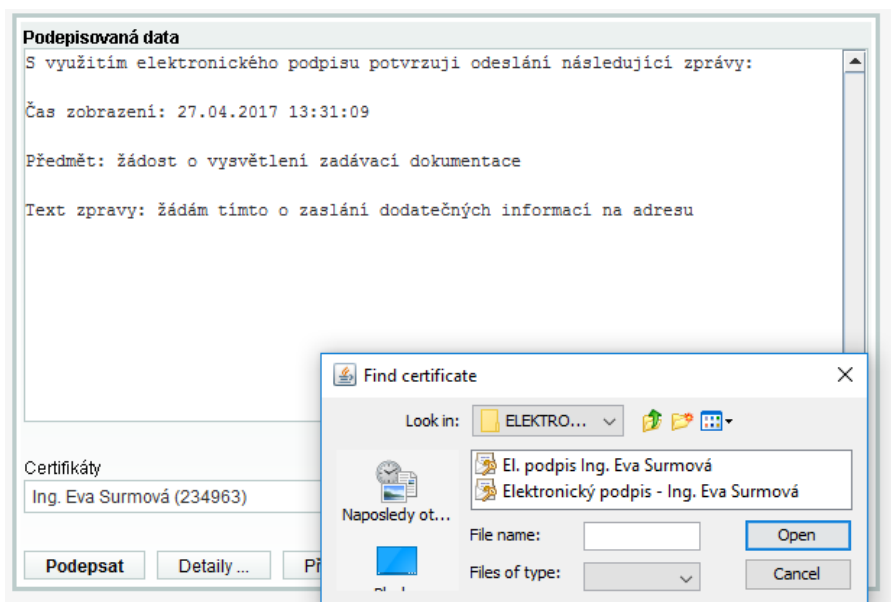 Podepisovaná data
S využitím elektronického podpisu potvrzuji odeslání následující zprávy:
Čas zobrazení: 27.04.2017 13:31:09
Předmět: žádost o vysvětlení zadávací dokumentace
Text zpravy: žádám tímto o zaslání dodatečných informací na adresu
Find certificate
Look in:
ELEKTRO...
El. podpis Ing. Eva Surmová
Elektronický podpis - Ing. Eva Surmová
Naposledy ot...
File name:
Open
Files of type:
Cancel
Certifikáty
Ing. Eva Surmová (234963)
Podepsat
Detaily ...